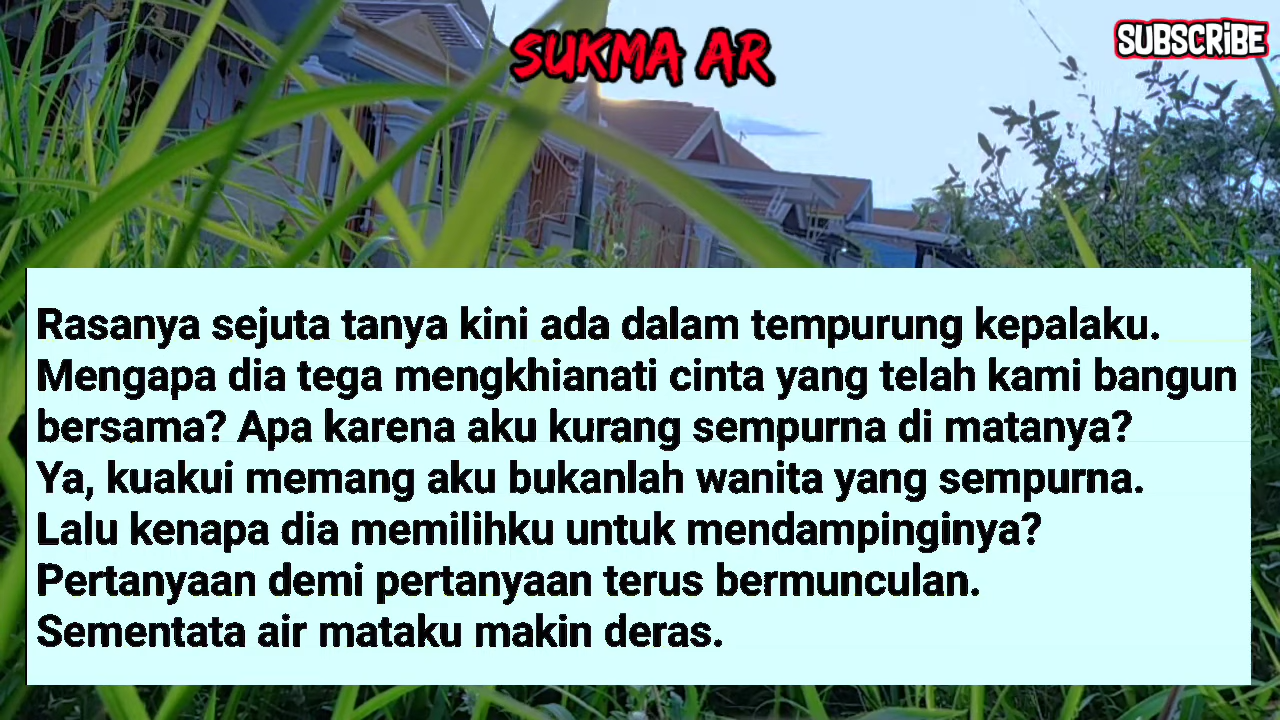 SUKMA AR
SUBSCRiBE
Rasanya sejuta tanya kini ada dalam tempurung kepalaku.
Mengapa dia tega mengkhianati cinta yang telah kami bangun
bersama? Apa karena aku kurang sempurna di matanya?
Ya, kuakui memang aku bukanlah wanita yang sempurna.
Lalu kenapa dia memilihku untuk mendampinginya?
Pertanyaan demi pertanyaan terus bermunculan.
Sementata air mataku makin deras.